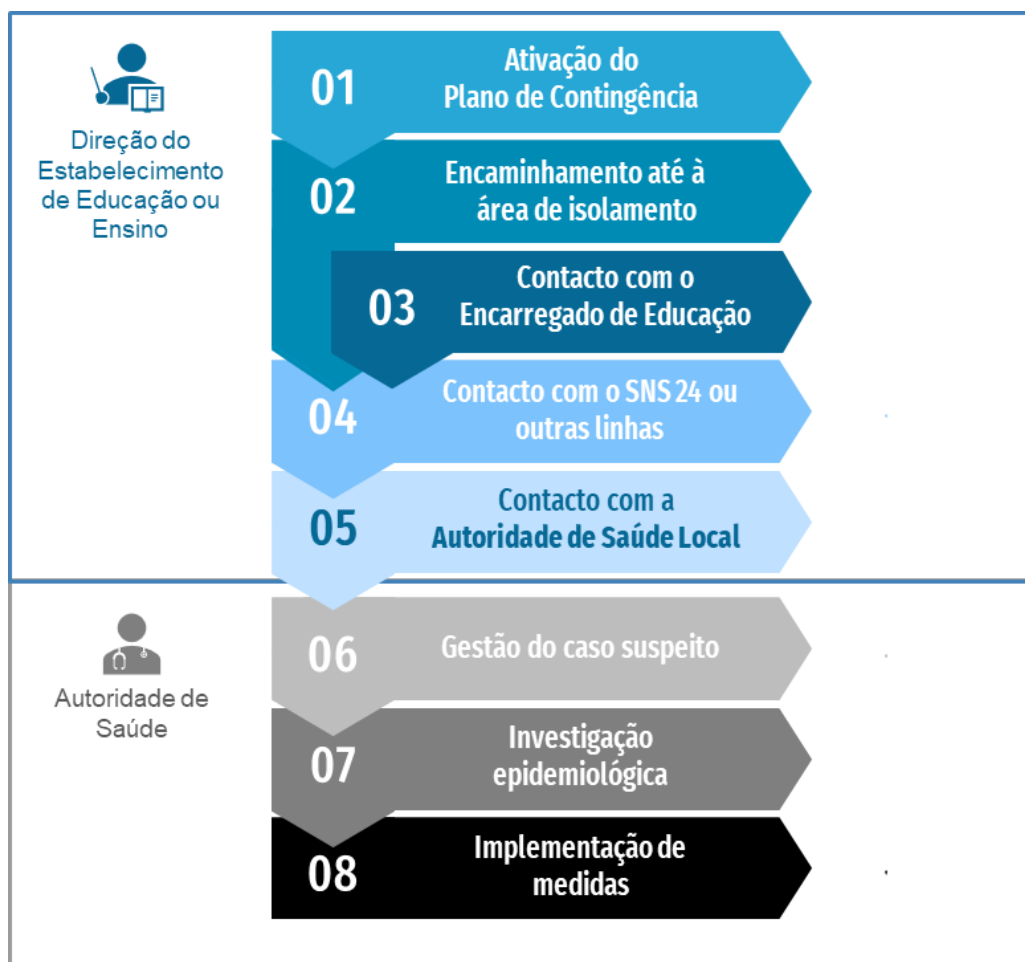 Direção do
Estabelecimento
de Educação ou
Ensino
01
Ativação do
Plano de Contingência
02
Encaminhamento até à
área de isolamento
03
Contacto com o
Encarregado de Educação
04
Contacto com o SNS 24 ou
outras linhas
05
Contacto com a
Autoridade de Saúde Local
Autoridade de
Saúde
06
Gestão do caso suspeito
07
Investigação
epidemiológica
08
Implementação de
medidas